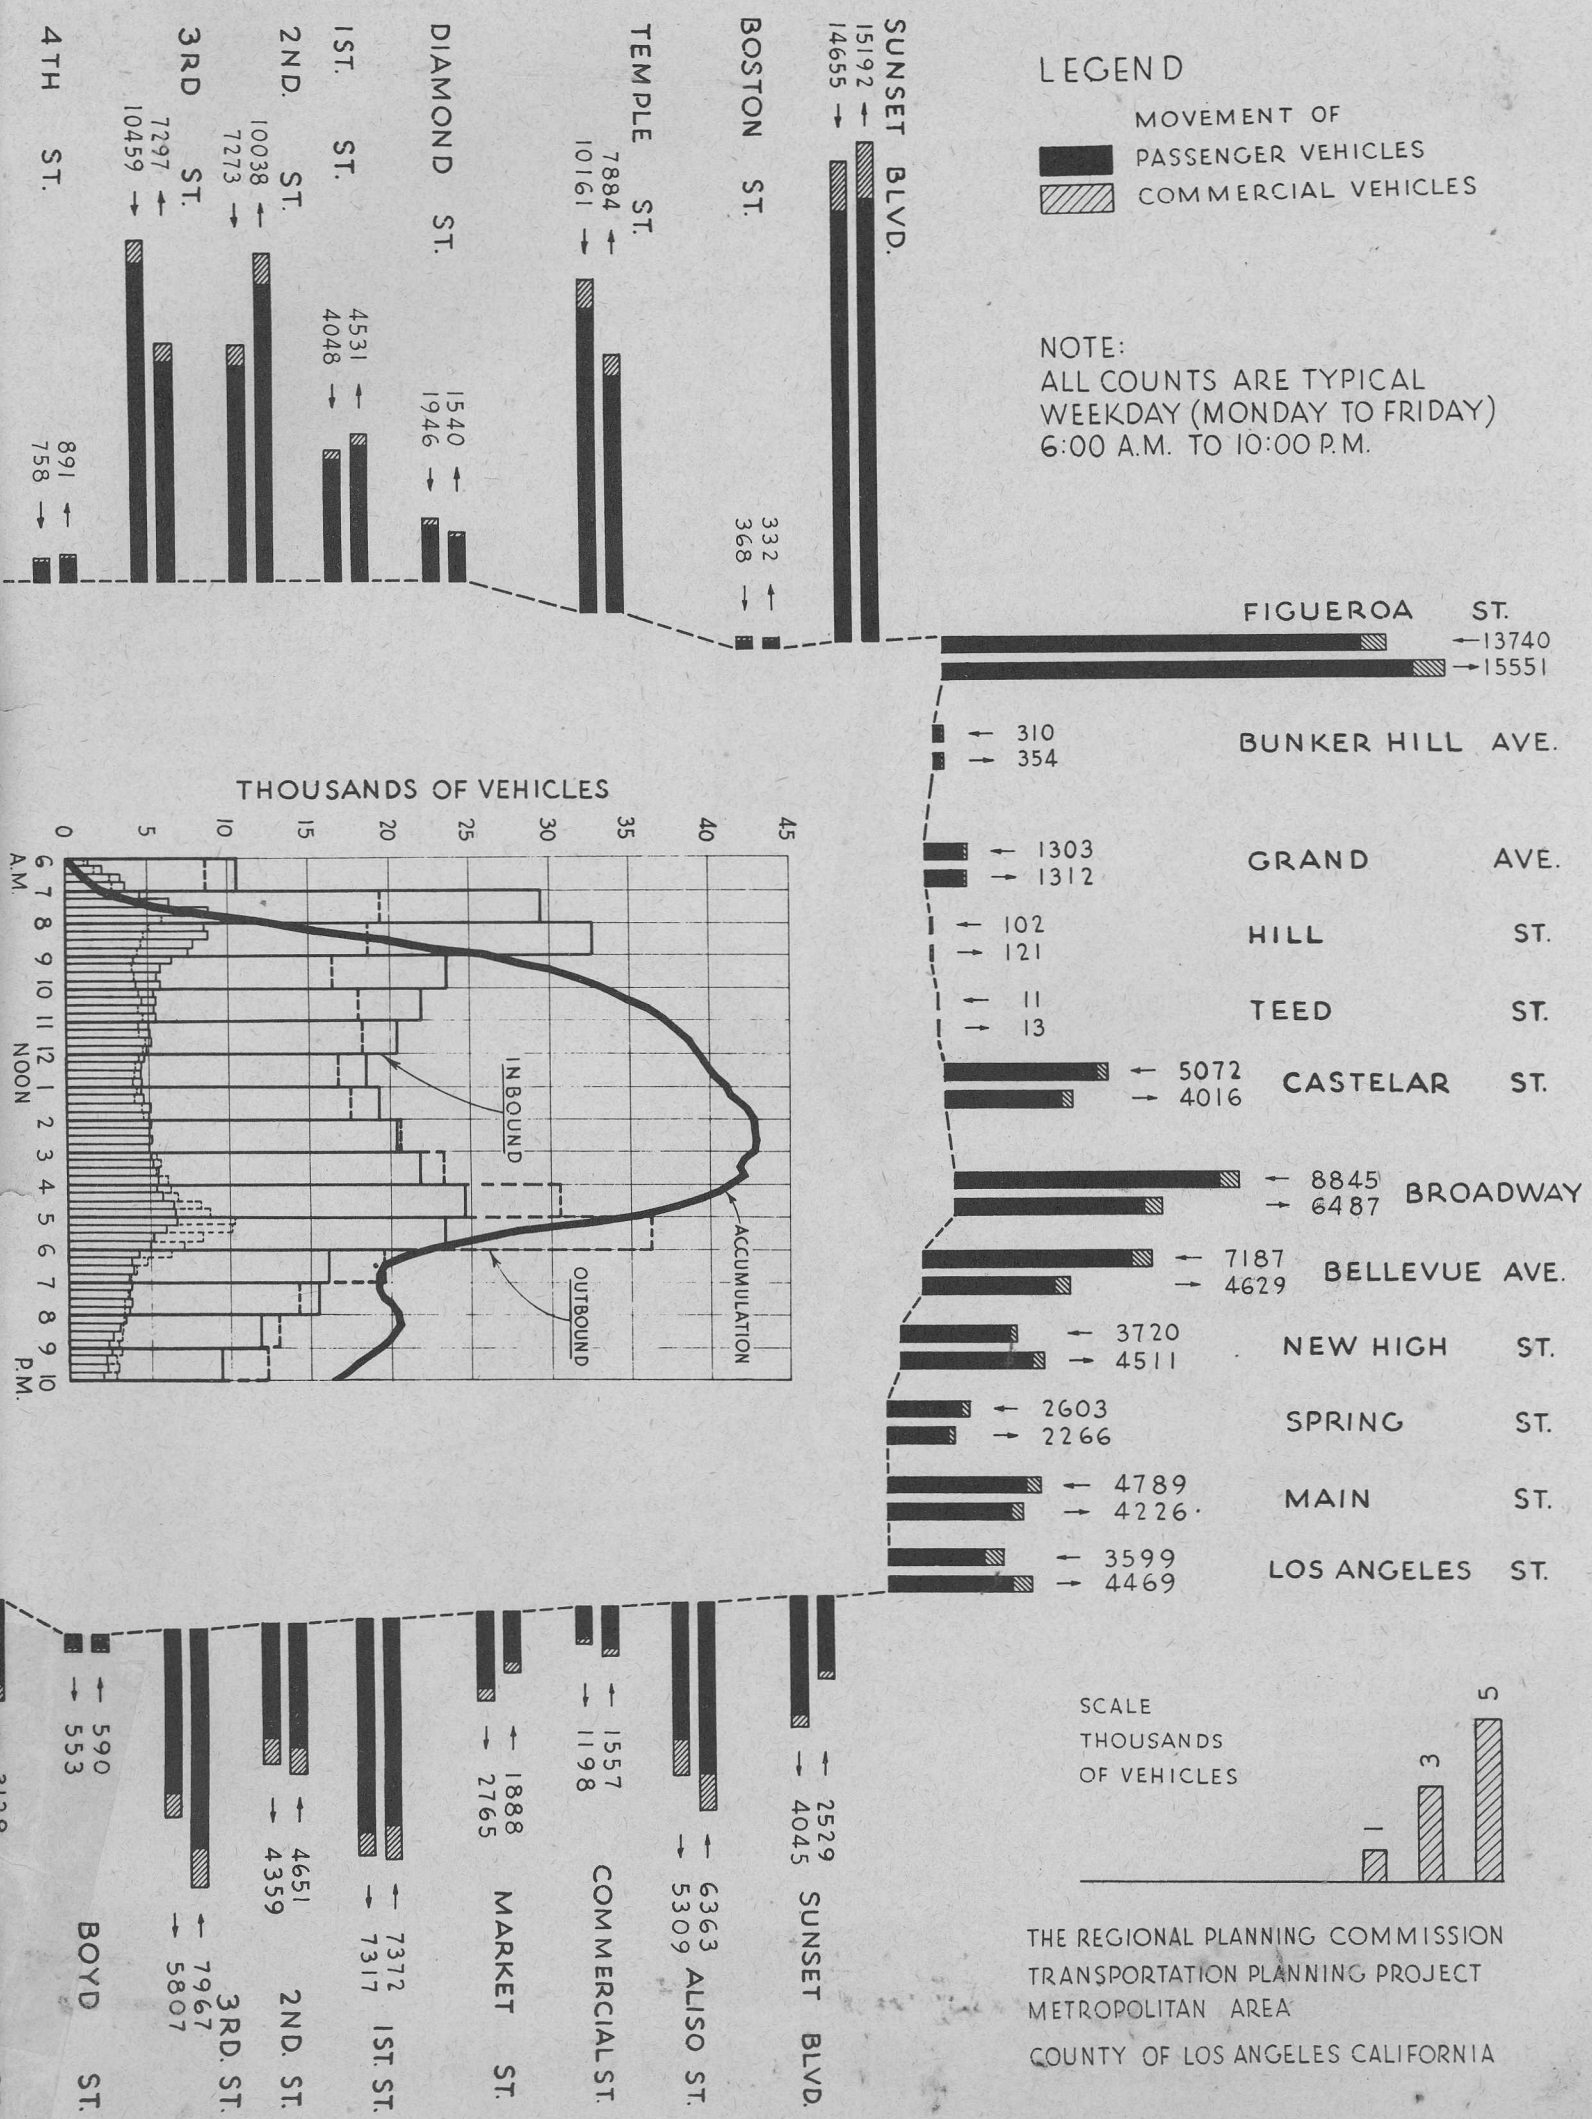 LEGEND
MOVEMENT OF
PASSENGER VEHICLES
COMMERCIAL VEHICLES
NOTE:
ALL COUNTS ARE TYPICAL
WEEKDAY (MONDAY TO FRIDAY)
6:00 A.M. TO 10:00 P.M.
SUNSET BLVD.
15192 →
14655 →
BOSTON ST.
332 →
368 →
TEMPLE ST.
7884 →
10161 →
DIAMOND ST.
1540 →
1946 →
1ST. ST.
4531 →
4048 →
2ND. ST.
10038 →
7273 →
3RD ST.
7297 →
10459 →
4TH ST.
891 →
758 →
FIGUEROA ST.
←13740
→15551
← 310
→ 354
BUNKER HILL AVE.
← 1303
→ 1312
GRAND AVE.
← 102
→ 121
HILL ST.
← 11
→ 13
TEED ST.
← 5072
→ 4016
CASTELAR ST.
← 8845
→ 6487
BROADWAY
← 7187
→ 4629
BELLEVUE AVE.
← 3720
→ 4511
NEW HIGH ST.
← 2603
→ 2266
SPRING ST.
← 4789
→ 4226
MAIN ST.
← 3599
→ 4469
LOS ANGELES ST.
THOUSANDS OF VEHICLES
0 5 10 15 20 25 30 35 40 45
6 7 8 9 10 11 12 1 2 3 4 5 6 7 8 9 10
A.M. NOON P.M.
INBOUND
OUTBOUND
ACCUMULATION
2529
4045
SUNSET BLVD.
6363
5309
ALISO ST.
1557
1198
COMMERCIAL ST.
1888
2765
MARKET ST.
7372
7317
1ST. ST.
4651
4359
2ND. ST.
7967
5807
3RD. ST.
590
553
BOYD ST.
SCALE
THOUSANDS
OF VEHICLES
1 3 5
THE REGIONAL PLANNING COMMISSION
TRANSPORTATION PLANNING PROJECT
METROPOLITAN AREA
COUNTY OF LOS ANGELES CALIFORNIA